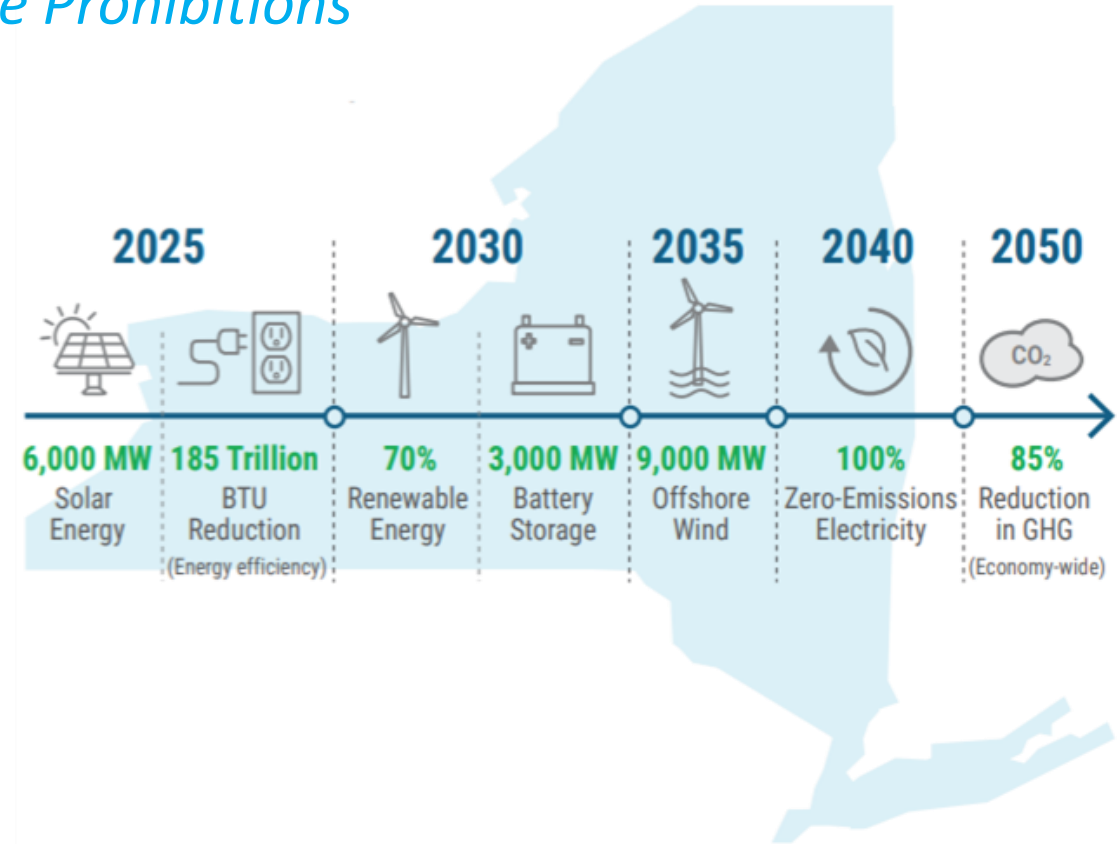 e Prohibitions
2025
2030
2035
2040
2050
CO₂
6,000 MW
Solar
Energy
185 Trillion
BTU
Reduction
(Energy efficiency)
70%
Renewable
Energy
3,000 MW
Battery
Storage
9,000 MW
Offshore
Wind
100%
Zero-Emissions
Electricity
85%
Reduction
in GHG
(Economy-wide)